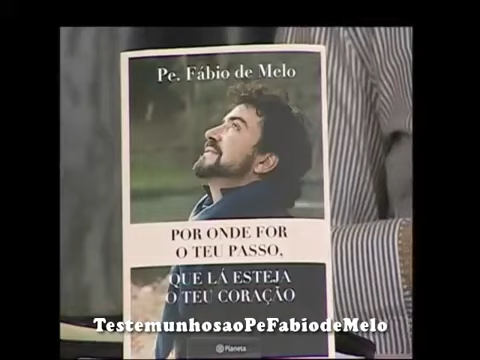 Pe. Fábio de Melo
POR ONDE FOR
O TEU PASSO,
QUE LÁ ESTEJA
O TEU CORAÇÃO
Planeta
TestemunhosaoPeFabiodeMelo